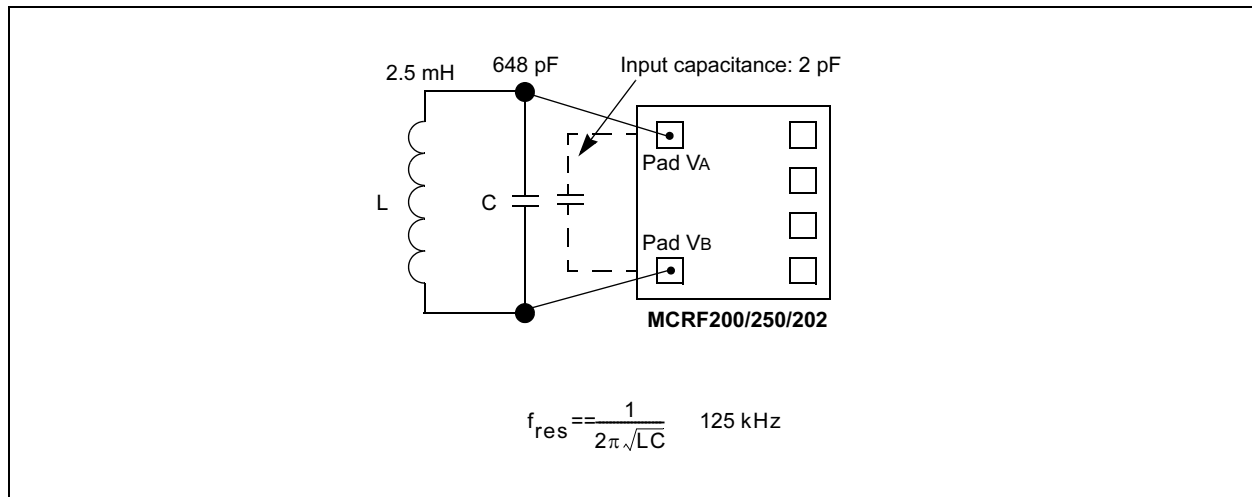 2.5 mH
648 pF
Input capacitance: 2 pF
Pad VA
L
C
Pad VB
MCRF200/250/202
f_res == 1 / 2π√LC 125 kHz